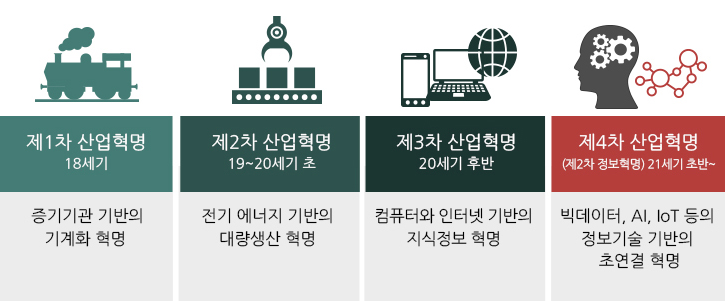 제1차 산업혁명
18세기
증기기관 기반의
기계화 혁명
제2차 산업혁명
19~20세기 초
전기 에너지 기반의
대량생산 혁명
제3차 산업혁명
20세기 후반
컴퓨터와 인터넷 기반의
지식정보 혁명
제4차 산업혁명
(제2차 정보혁명) 21세기 초반~
빅데이터, AI, IoT 등의
정보기술 기반의
초연결 혁명